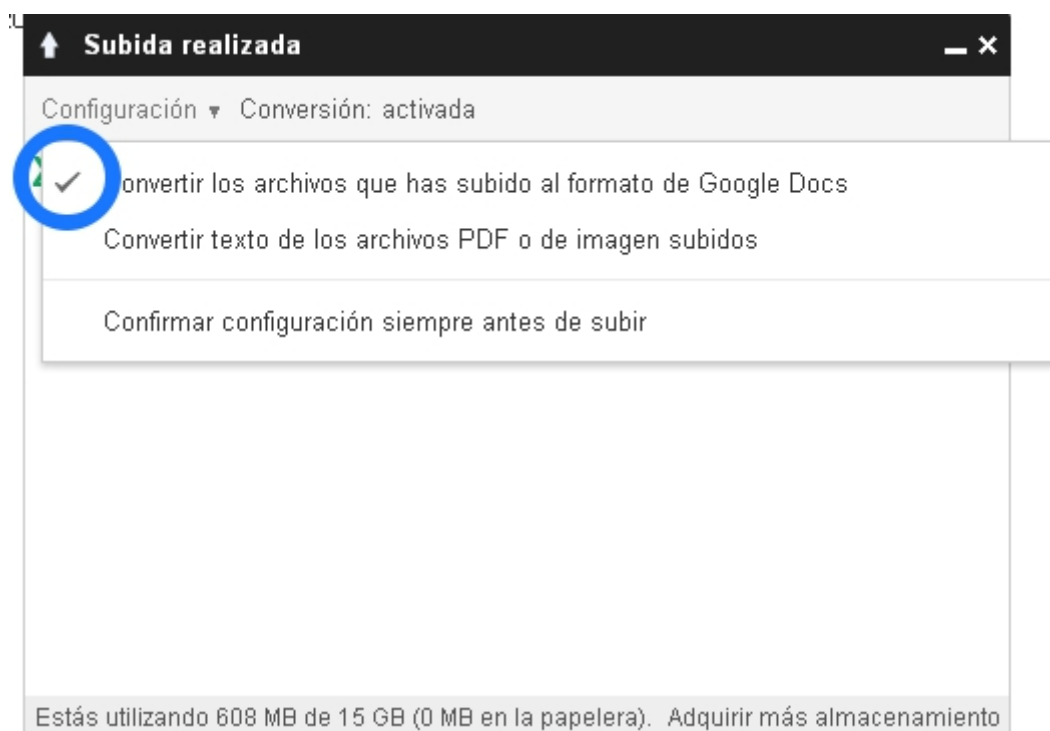 Subida realizada
Configuración Conversión: activada
onvertir los archivos que has subido al formato de Google Docs
Convertir texto de los archivos PDF o de imagen subidos
Confirmar configuración siempre antes de subir
Estás utilizando 608 MB de 15 GB (0 MB en la papelera). Adquirir más almacenamiento